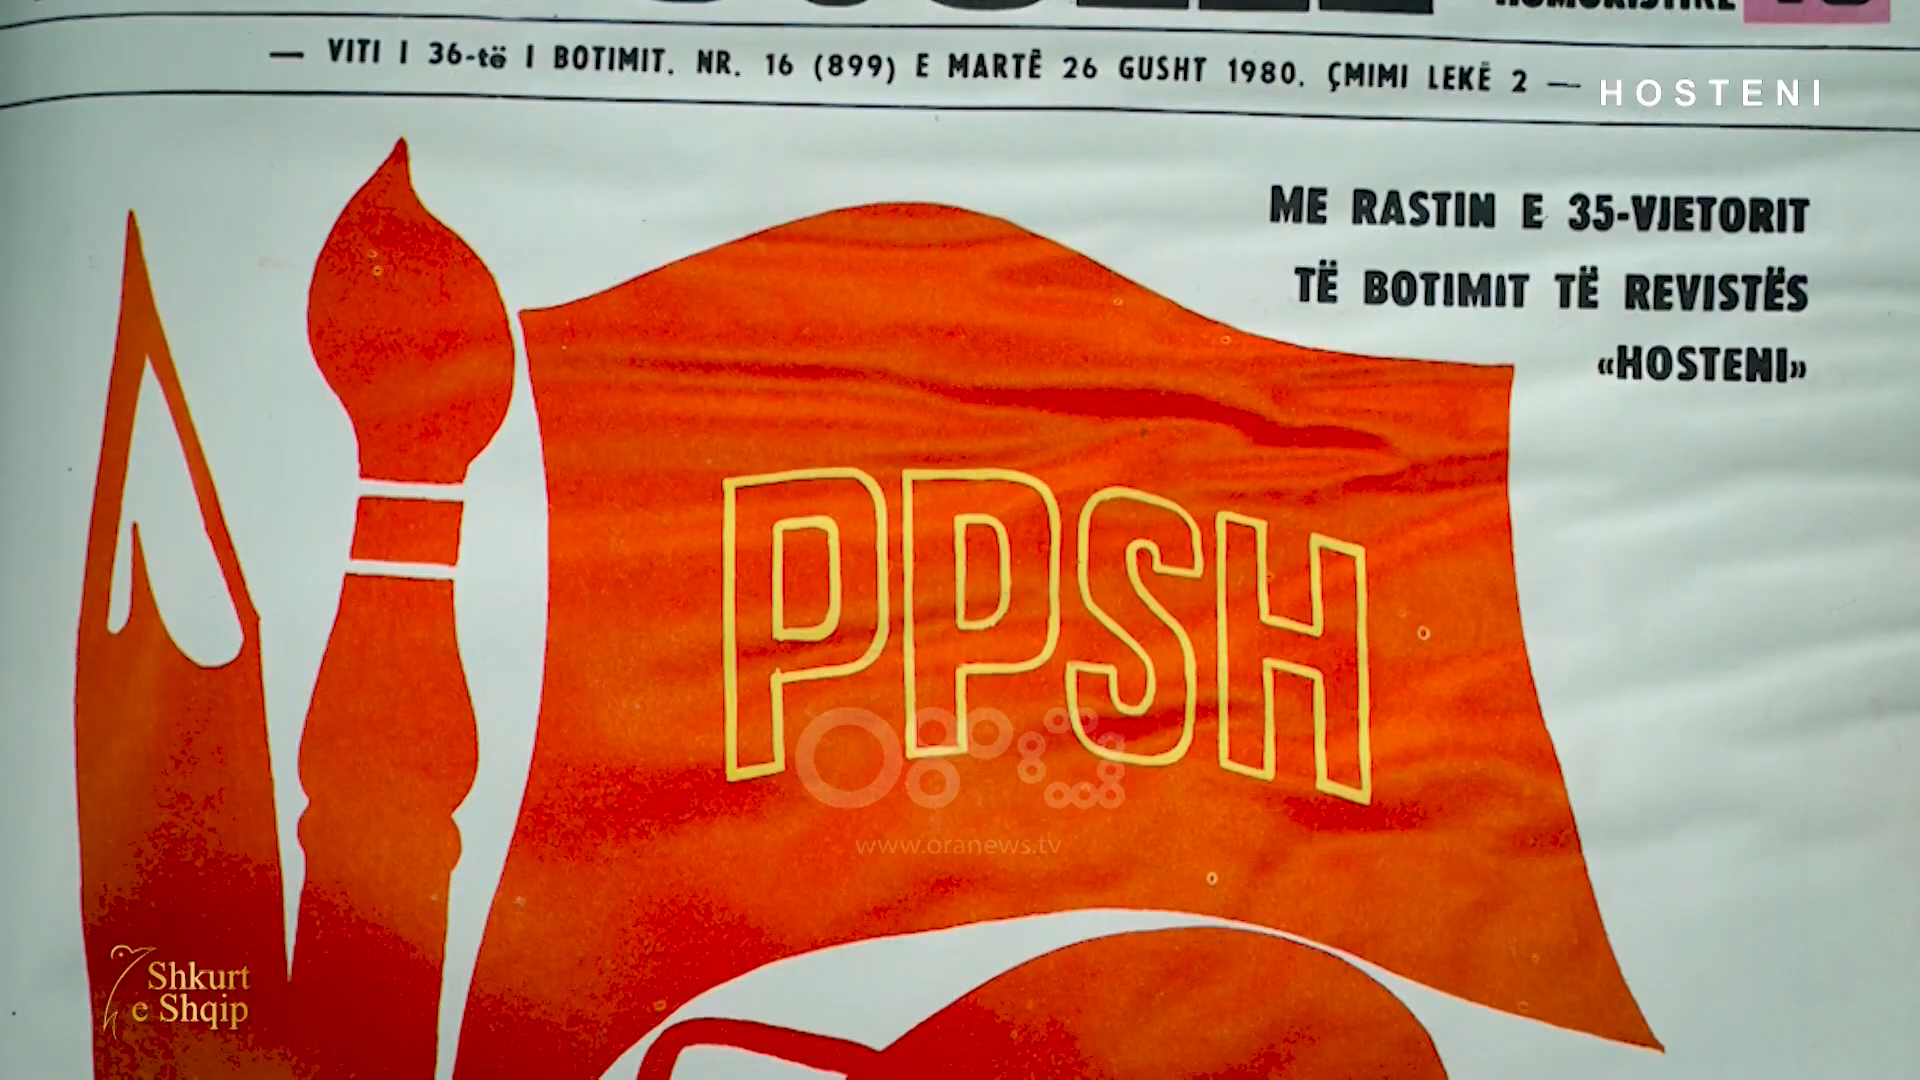 — VITI I 36-të I BOTIMIT. NR. 16 (899) E MARTË 26 GUSHT 1980. ÇMIMI LEKË 2 —
HOSTENI
ME RASTIN E 35-VJETORIT
TË BOTIMIT TË REVISTËS
«HOSTENI»
PPSH
www.oranews.tv
Shkurt
e Shqip